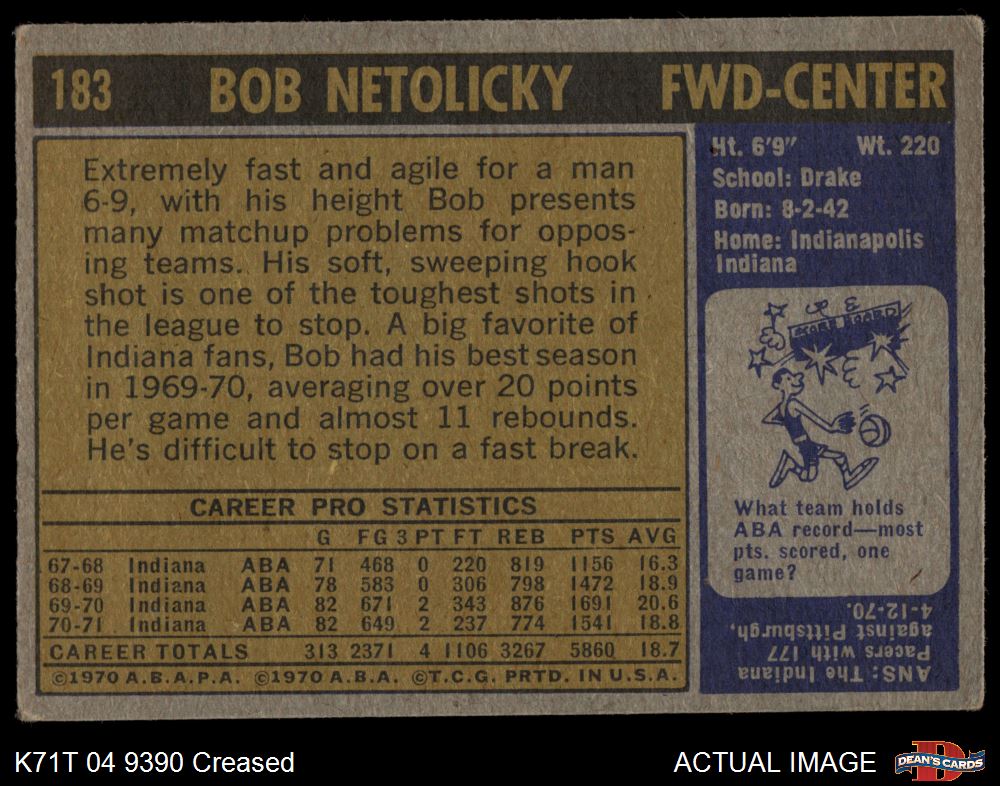 183 BOB NETOLICKY FWD-CENTER
Extremely fast and agile for a man
6-9, with his height Bob presents
many matchup problems for oppos-
ing teams. His soft, sweeping hook
shot is one of the toughest shots in
the league to stop. A big favorite of
Indiana fans, Bob had his best season
in 1969-70, averaging over 20 points
per game and almost 11 rebounds.
He's difficult to stop on a fast break.
CAREER PRO STATISTICS
G FG 3 PT FT REB PTS AVG
67-68 Indiana ABA 71 468 0 220 819 1156 16.3
68-69 Indiana ABA 78 583 0 306 798 1472 18.9
69-70 Indiana ABA 82 671 2 343 876 1691 20.6
70-71 Indiana ABA 82 649 2 237 774 1541 18.8
CAREER TOTALS 313 2371 4 1106 3267 5860 18.7
©1970 A.B.A.P.A. ©1970 A.B.A. ©T.C.G. PRTD. IN U.S.A.
Ht. 6'9" Wt. 220
School: Drake
Born: 8-2-42
Home: Indianapolis
Indiana
SCORE BOARD
What team holds
ABA record—most
pts. scored, one
game?
ANS: The Indiana
Pacers with 177
against Pittsburgh,
4-12-70.
K71T 04 9390 Creased
ACTUAL IMAGE
D
DEAN'S CARDS